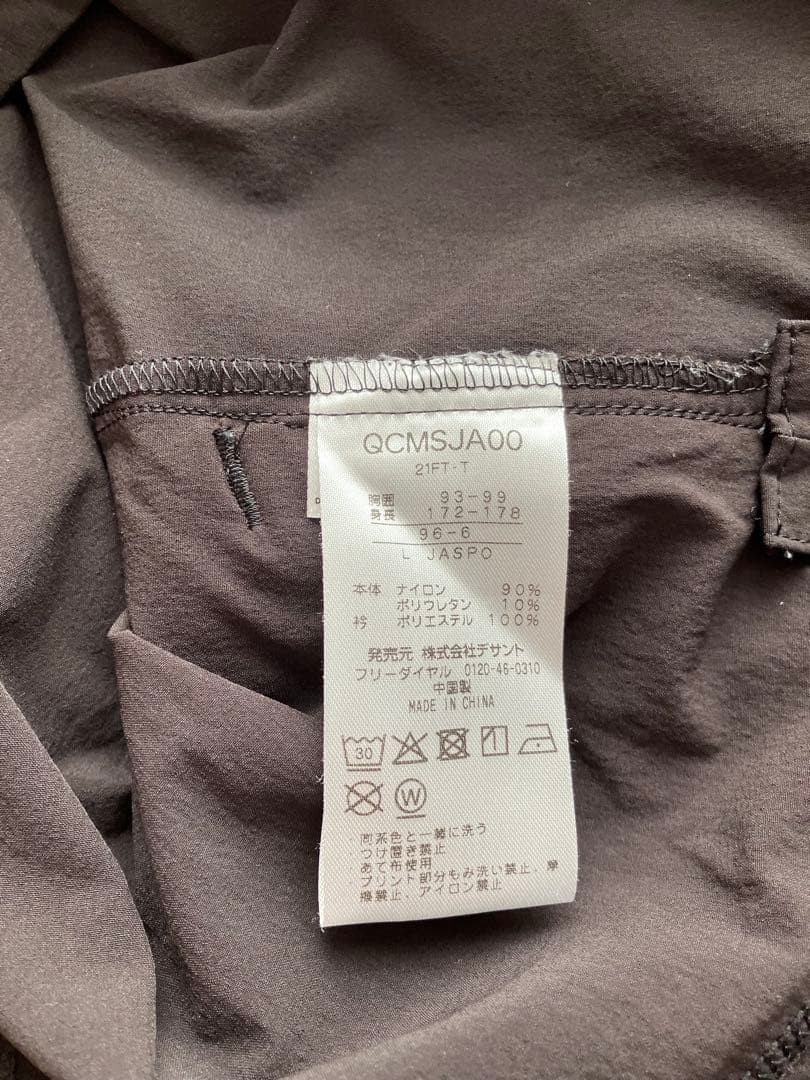 QCMSJA00
21FT-T
胸囲 93-99
身長 172-178
96-6
L JASPO
本体 ナイロン 90%
ポリウレタン 10%
衿 ポリエステル 100%
発売元 株式会社デサント
フリーダイヤル 0120-46-0310
中国製
MADE IN CHINA
30
W
同系色と一緒に洗う
つけ置き禁止
あて布使用
プリント部分もみ洗い禁止、摩
擦禁止、アイロン禁止